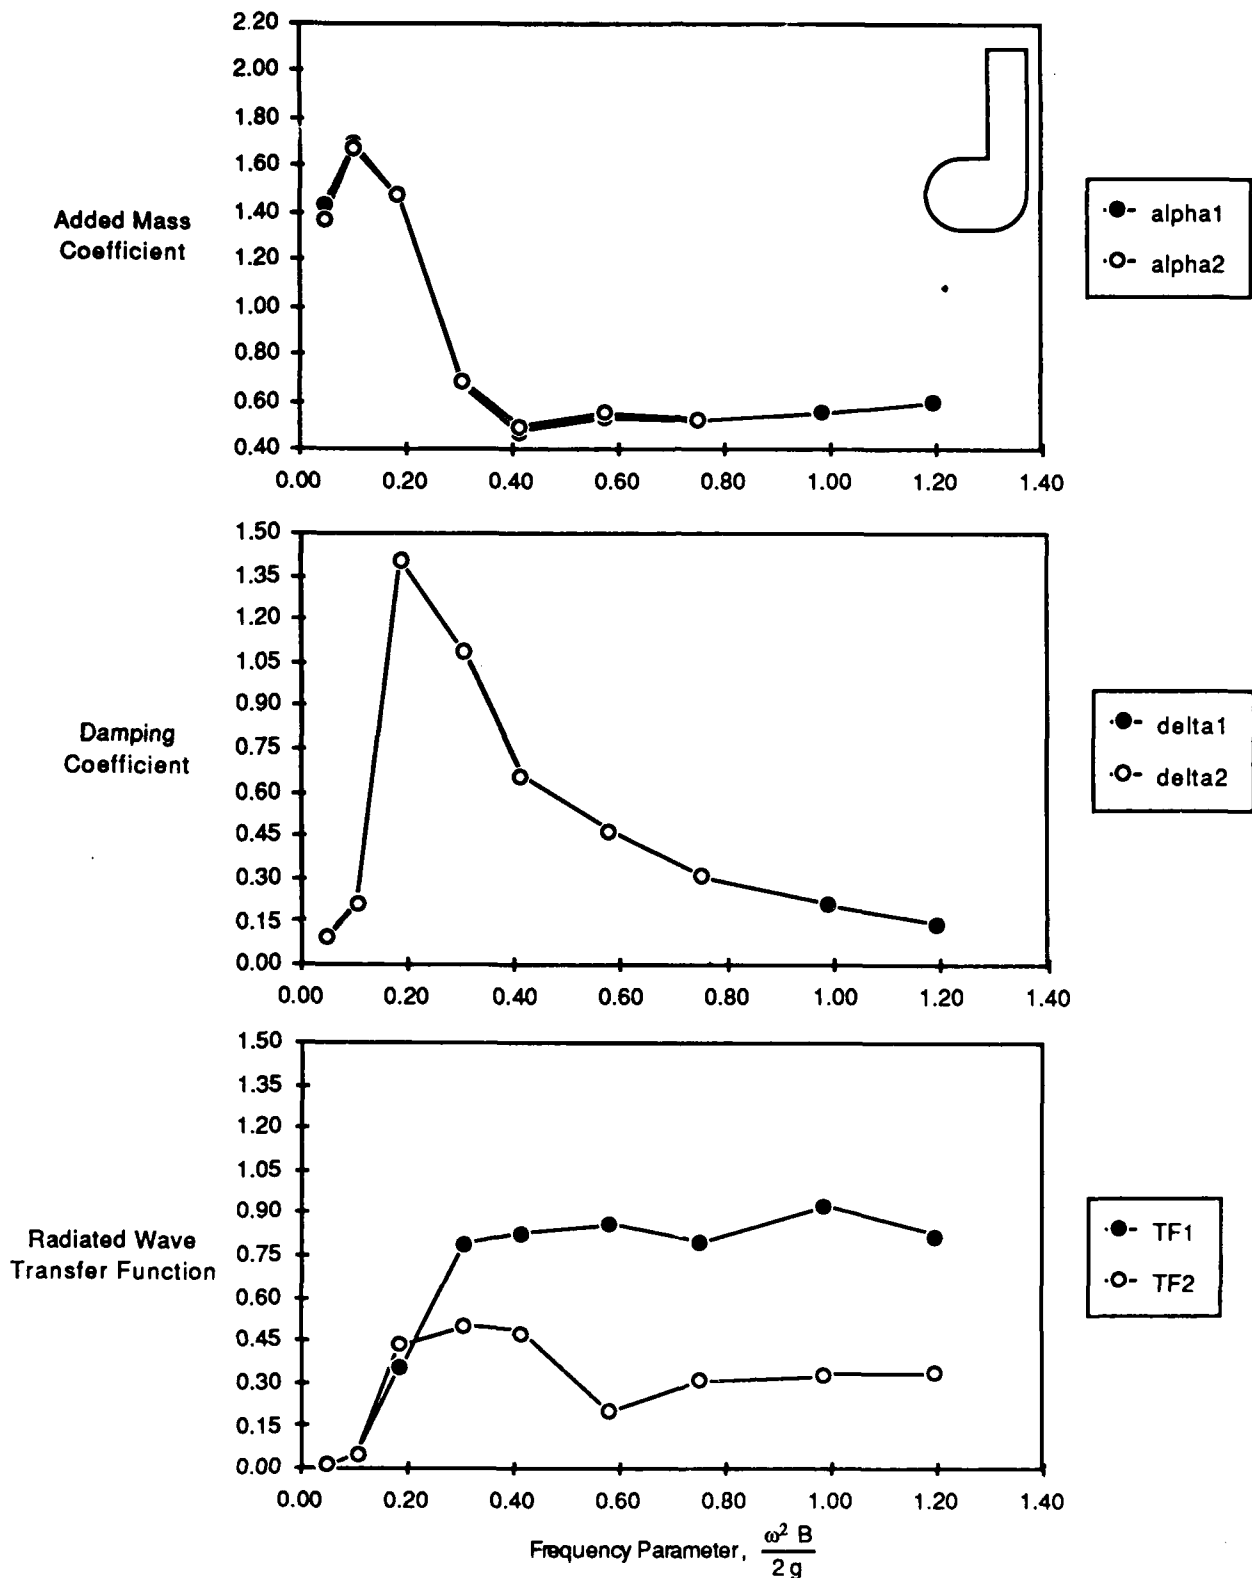 2.20
2.00
1.80
1.60
1.40
1.20
1.00
0.80
0.60
0.40
Added Mass
Coefficient
0.00 0.20 0.40 0.60 0.80 1.00 1.20 1.40
alpha1
alpha2
1.50
1.35
1.20
1.05
0.90
0.75
0.60
0.45
0.30
0.15
0.00
Damping
Coefficient
0.00 0.20 0.40 0.60 0.80 1.00 1.20 1.40
delta1
delta2
1.50
1.35
1.20
1.05
0.90
0.75
0.60
0.45
0.30
0.15
0.00
Radiated Wave
Transfer Function
0.00 0.20 0.40 0.60 0.80 1.00 1.20 1.40
TF1
TF2
Frequency Parameter, ω² B
2 g